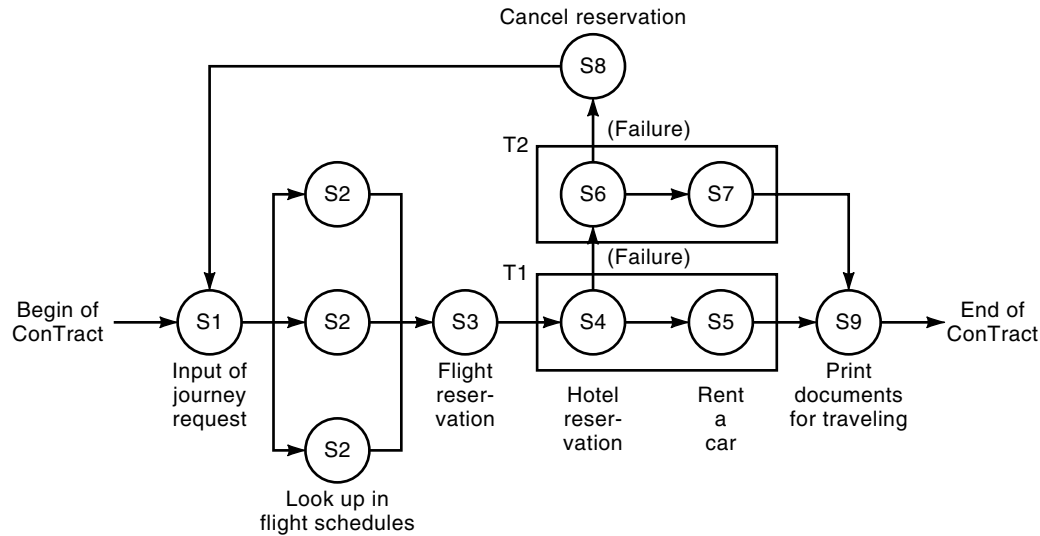 Cancel reservation
S8
(Failure)
T2
S2
S6
S7
(Failure)
T1
Begin of
ConTract
S1
S2
S3
S4
S5
S9
End of
ConTract
Input of
journey
request
Flight
reser-
vation
Hotel
reser-
vation
Rent
a
car
Print
documents
for traveling
S2
Look up in
flight schedules